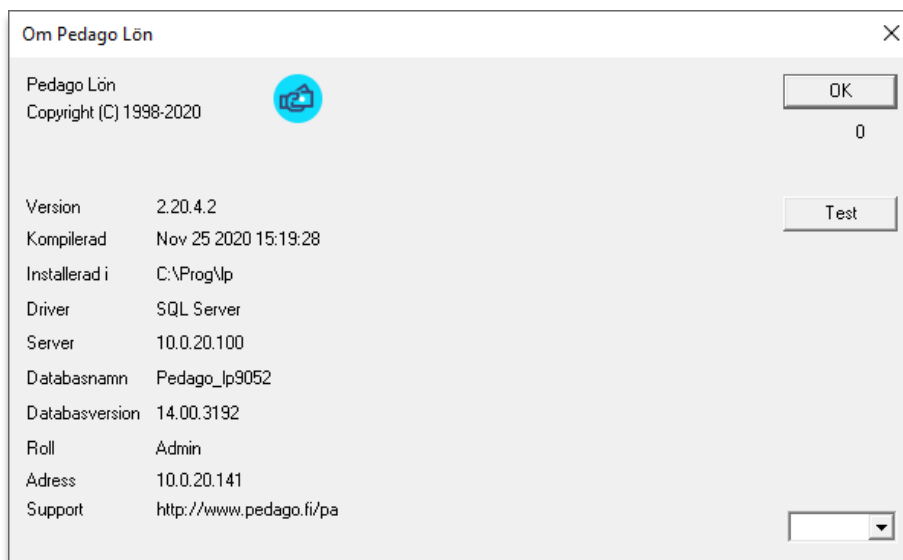 Om Pedago Lön
Pedago Lön
Copyright (C) 1998-2020
OK
0
Version 2.20.4.2
Test
Kompilerad Nov 25 2020 15:19:28
Installerad i C:\Prog\lp
Driver SQL Server
Server 10.0.20.100
Databasnamn Pedago_lp9052
Databasversion 14.00.3192
Roll Admin
Adress 10.0.20.141
Support http://www.pedago.fi/pa